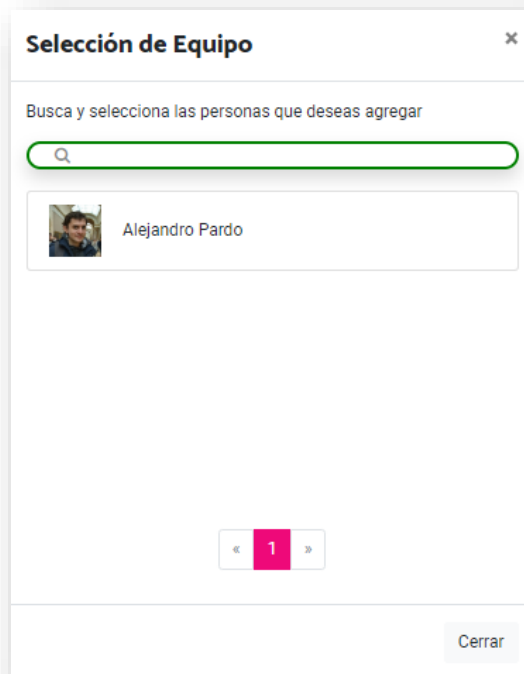 Selección de Equipo ×
Busca y selecciona las personas que deseas agregar
Alejandro Pardo
« 1 »
Cerrar